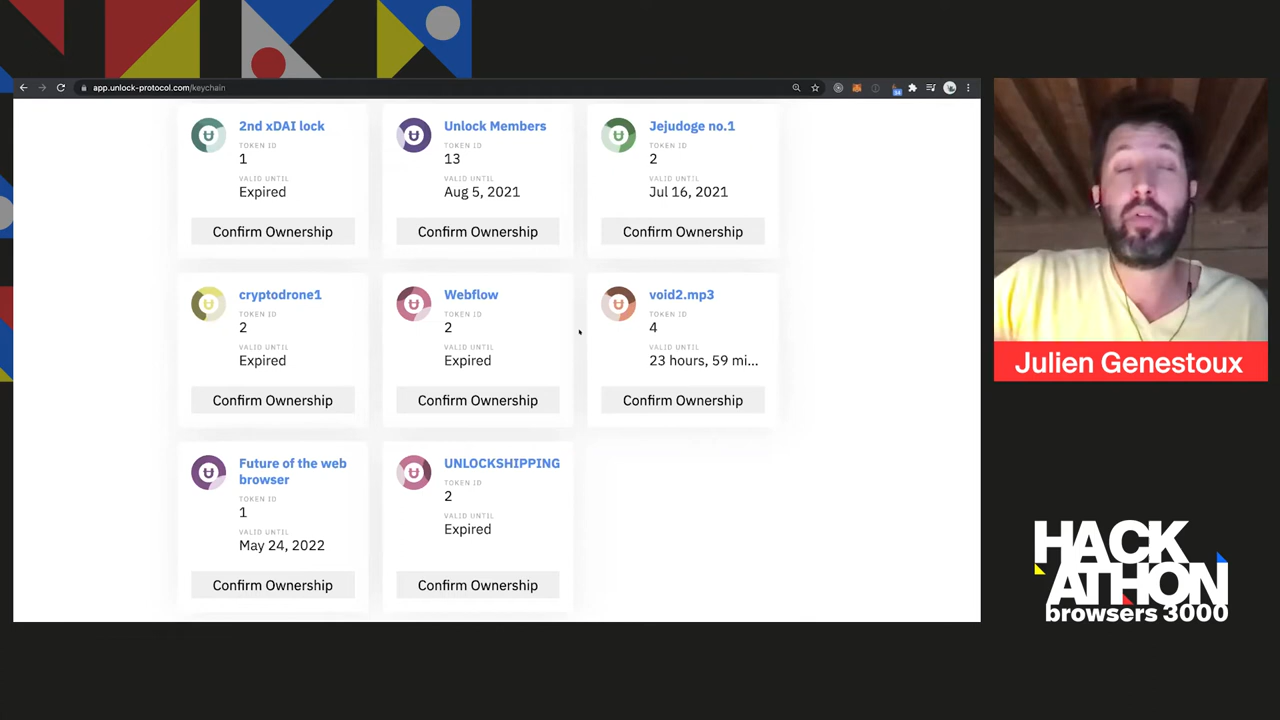 app.unlock-protocol.com/keychain
2nd xDAI lock
TOKEN ID
1
VALID UNTIL
Expired
Confirm Ownership
Unlock Members
TOKEN ID
13
VALID UNTIL
Aug 5, 2021
Confirm Ownership
Jejudoge no.1
TOKEN ID
2
VALID UNTIL
Jul 16, 2021
Confirm Ownership
cryptodrone1
TOKEN ID
2
VALID UNTIL
Expired
Confirm Ownership
Webflow
TOKEN ID
2
VALID UNTIL
Expired
Confirm Ownership
void2.mp3
TOKEN ID
4
VALID UNTIL
23 hours, 59 mi...
Confirm Ownership
Future of the web
browser
TOKEN ID
1
VALID UNTIL
May 24, 2022
Confirm Ownership
UNLOCKSHIPPING
TOKEN ID
2
VALID UNTIL
Expired
Confirm Ownership
Julien Genestoux
HACK
ATHON
browsers 3000